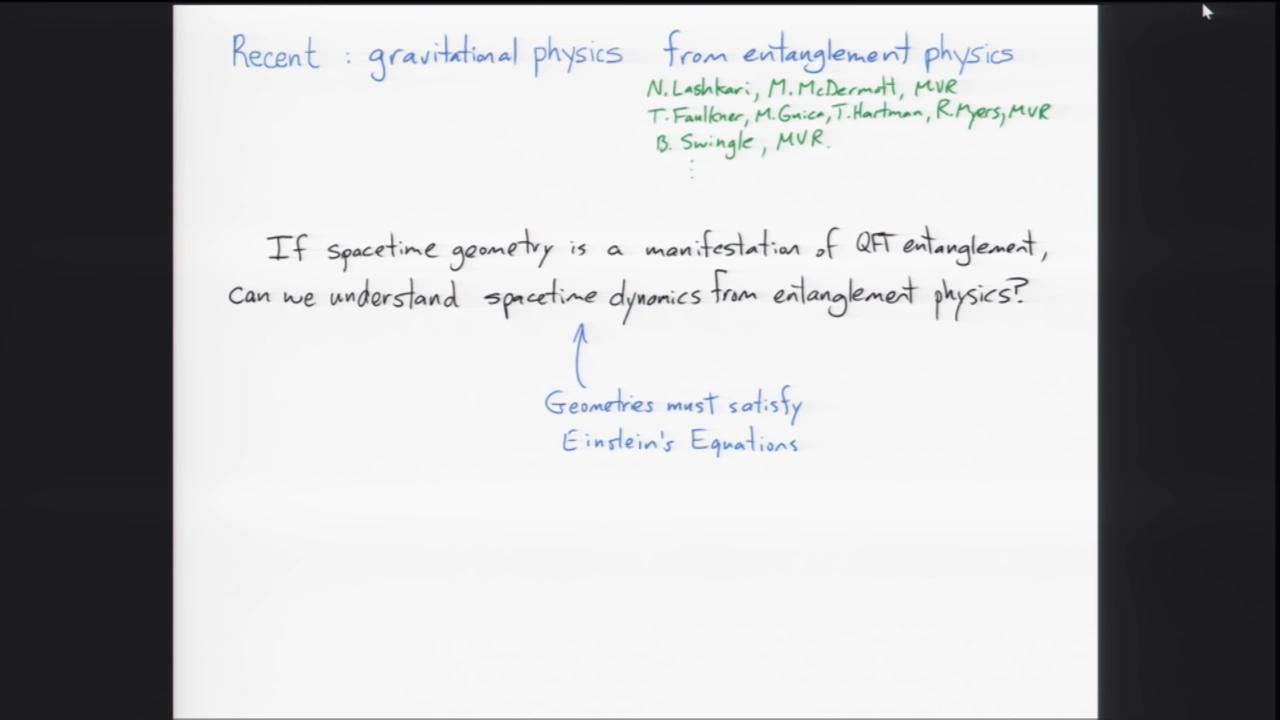 Recent : gravitational physics from entanglement physics
N. Lashkari, M. McDermott, MVR
T. Faulkner, M. Guica, T. Hartman, R. Myers, MVR
B. Swingle, MVR.
⋮
If spacetime geometry is a manifestation of QFT entanglement,
can we understand spacetime dynamics from entanglement physics?
Geometries must satisfy
Einstein's Equations